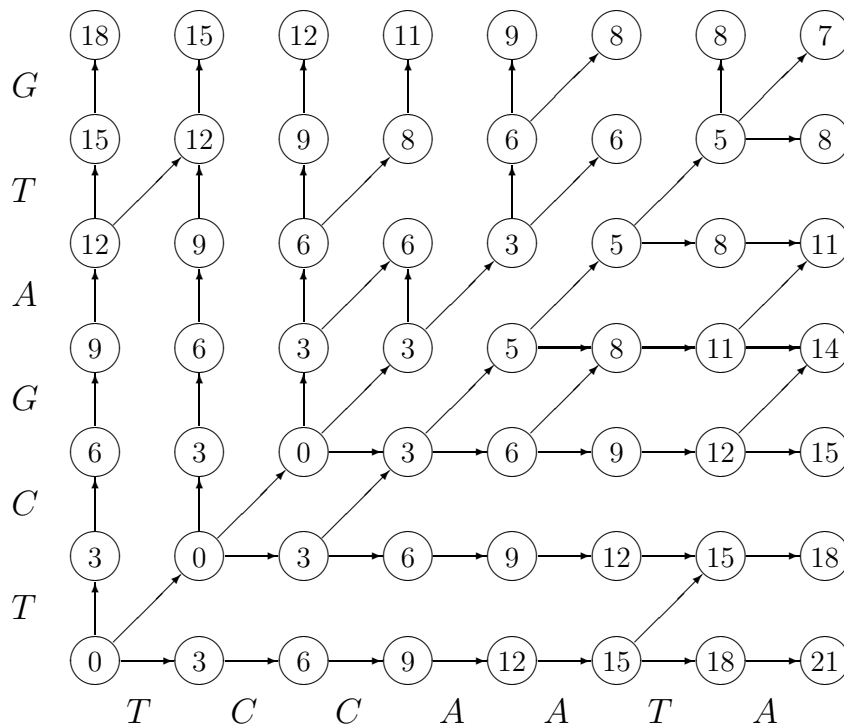 18 15 12 11 9 8 8 7
G
15 12 9 8 6 6 5 8
T
12 9 6 6 3 5 8 11
A
9 6 3 3 5 8 11 14
G
6 3 0 3 6 9 12 15
C
3 0 3 6 9 12 15 18
T
0 3 6 9 12 15 18 21
T C C A A T A